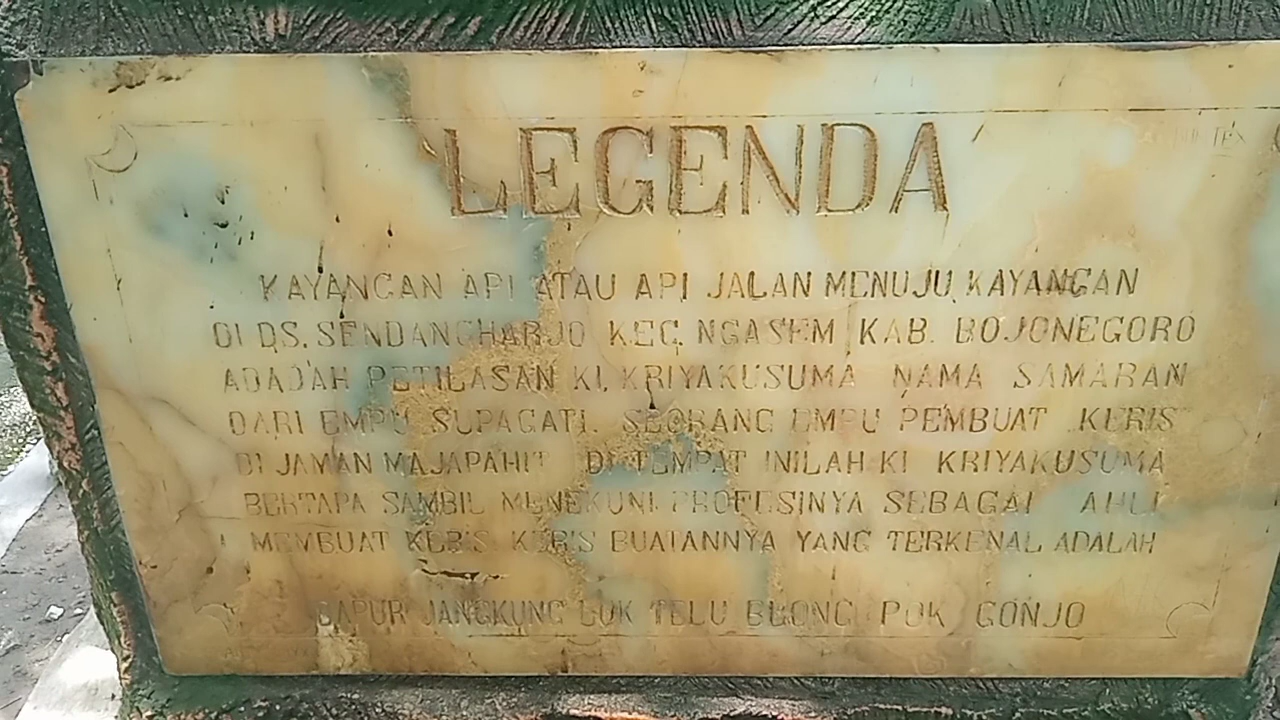 LEGENDA
KAYANGAN API ATAU API JALAN MENUJU KAYANGAN
DI DS. SENDANGHARJO KEC. NGASEM KAB. BOJONEGORO
ADALAH PETILASAN KI. KRIYAKUSUMA NAMA SAMARAN
DARI EMPU SUPAGATI. SEORANG EMPU PEMBUAT KERIS
DI JAMAN MAJAPAHIT DI TEMPAT INILAH KI KRIYAKUSUMA
BERTAPA SAMBIL MENEKUNI PROFESINYA SEBAGAI AHLI
MEMBUAT KERIS. KERIS BUATANNYA YANG TERKENAL ADALAH
DAPUR JANGKUNG LUK TELU BLONG POK GONJO